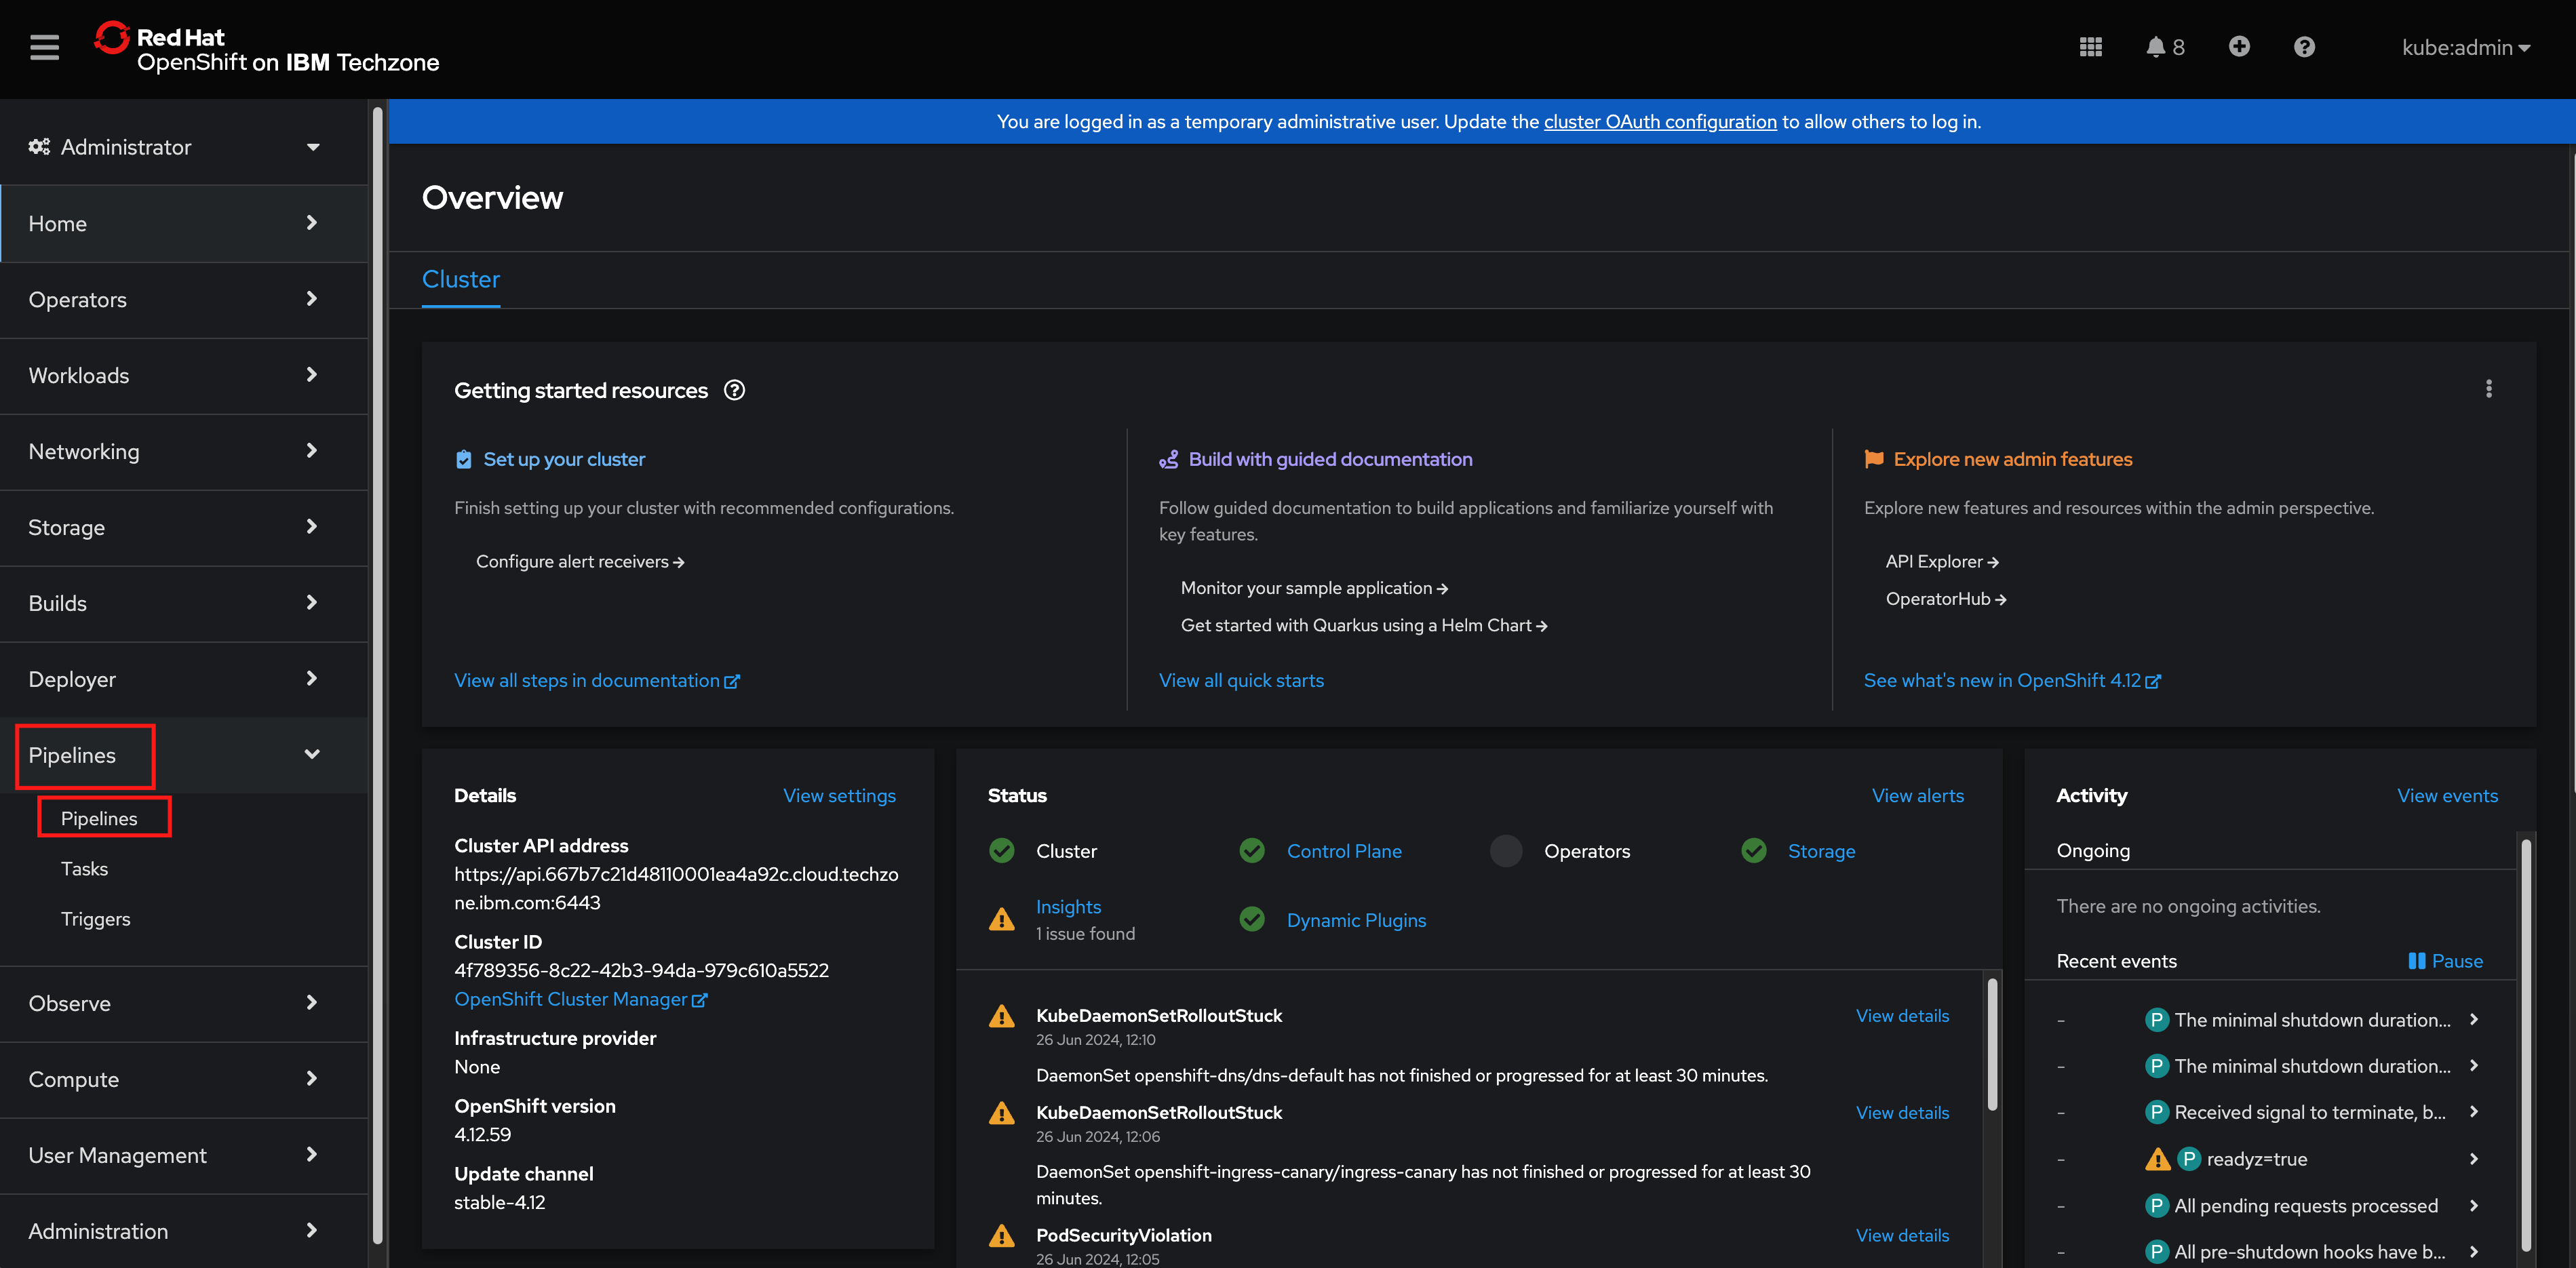 Red Hat
OpenShift on IBM Techzone
8
kube:admin
You are logged in as a temporary administrative user. Update the cluster OAuth configuration to allow others to log in.
Administrator
Home
Operators
Workloads
Networking
Storage
Builds
Deployer
Pipelines
Pipelines
Tasks
Triggers
Observe
Compute
User Management
Administration
Overview
Cluster
Getting started resources
Set up your cluster
Finish setting up your cluster with recommended configurations.
Configure alert receivers
View all steps in documentation
Build with guided documentation
Follow guided documentation to build applications and familiarize yourself with
key features.
Monitor your sample application
Get started with Quarkus using a Helm Chart
View all quick starts
Explore new admin features
Explore new features and resources within the admin perspective.
API Explorer
OperatorHub
See what's new in OpenShift 4.12
Details
View settings
Cluster API address
https://api.667b7c21d48110001ea4a92c.cloud.techzo
ne.ibm.com:6443
Cluster ID
4f789356-8c22-42b3-94da-979c610a5522
OpenShift Cluster Manager
Infrastructure provider
None
OpenShift version
4.12.59
Update channel
stable-4.12
Status
View alerts
Cluster
Control Plane
Operators
Storage
Insights
1 issue found
Dynamic Plugins
KubeDaemonSetRolloutStuck
View details
26 Jun 2024, 12:10
DaemonSet openshift-dns/dns-default has not finished or progressed for at least 30 minutes.
KubeDaemonSetRolloutStuck
View details
26 Jun 2024, 12:06
DaemonSet openshift-ingress-canary/ingress-canary has not finished or progressed for at least 30
minutes.
PodSecurityViolation
View details
26 Jun 2024, 12:05
Activity
View events
Ongoing
There are no ongoing activities.
Recent events
Pause
- P The minimal shutdown duration...
- P The minimal shutdown duration...
- P Received signal to terminate, b...
- P readyz=true
- P All pending requests processed
- P All pre-shutdown hooks have b...